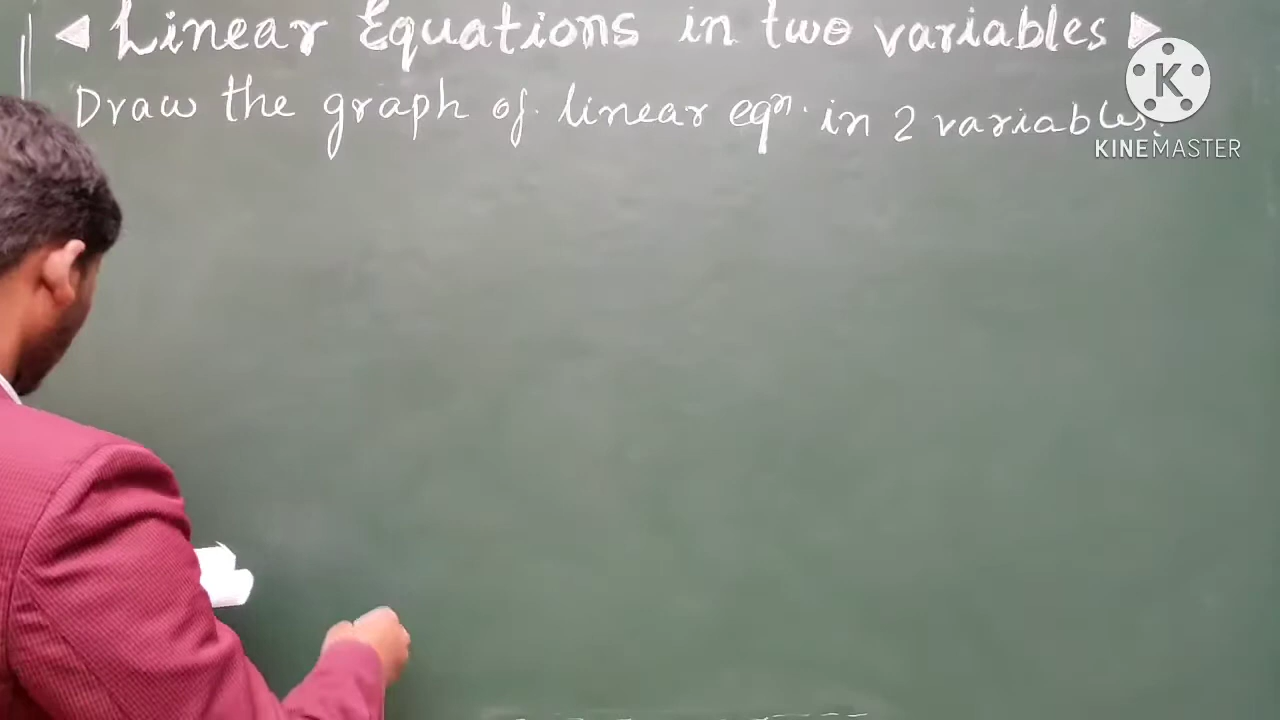 Linear Equations in two variables
Draw the graph of linear eqn. in 2 variables.
K
KINEMASTER